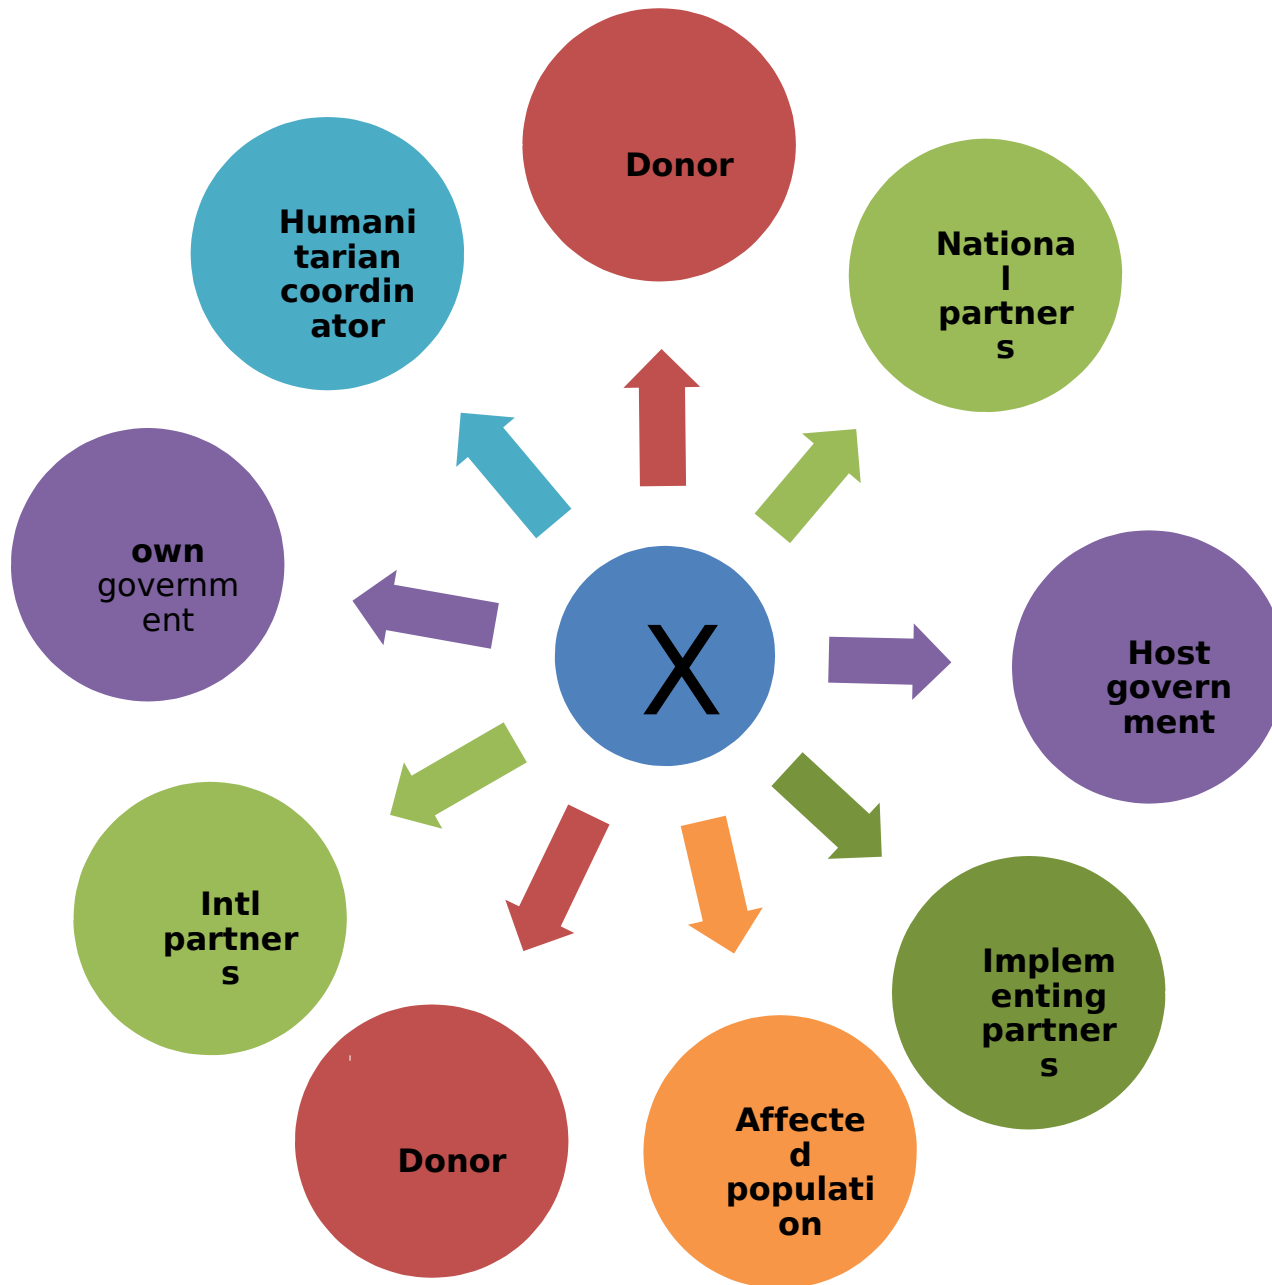 Donor
Humani
tarian
coordin
ator
Nationa
l
partner
s
own
governm
ent
X
Host
govern
ment
Intl
partner
s
Implem
enting
partner
s
Donor
Affecte
d
populati
on